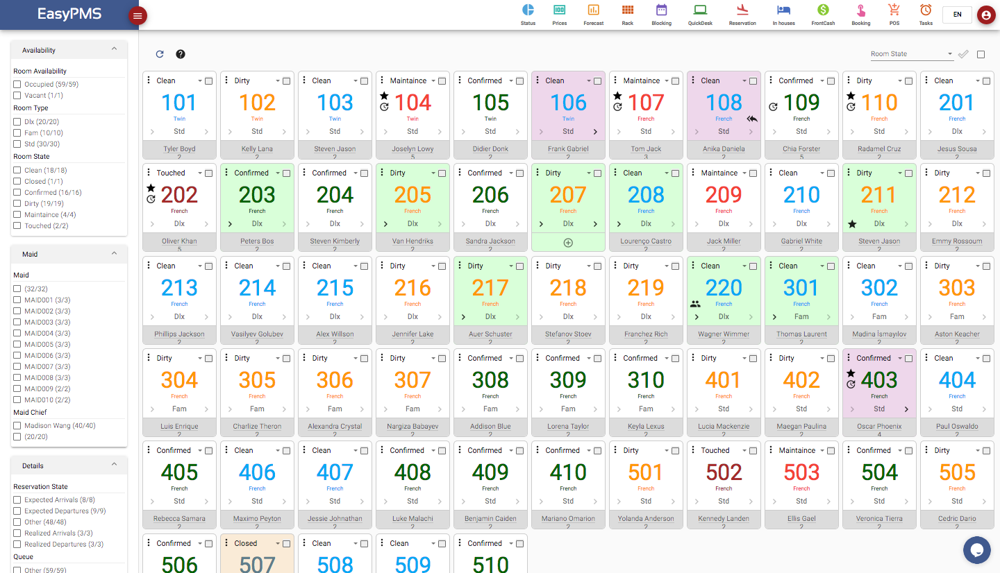 EasyPMS
Status
Prices
Forecast
Rack
Blocking
QuickDesk
Reservation
In houses
FrontCash
Booking
POS
Tasks
EN
Availability
Room Availability
Occupied (59/59)
Vacant (1/1)
Room Type
Dlx (20/20)
Fam (10/10)
Std (30/30)
Room State
Clean (18/18)
Closed (1/1)
Confirmed (16/16)
Dirty (19/19)
Maintaince (4/4)
Touched (2/2)
Maid
Maid
(32/32)
MAID001 (3/3)
MAID002 (3/3)
MAID003 (3/3)
MAID004 (3/3)
MAID005 (3/3)
MAID006 (3/3)
MAID007 (3/3)
MAID008 (3/3)
MAID009 (2/2)
MAID010 (2/2)
Maid Chief
Madison Wang (40/40)
(20/20)
Details
Reservation State
Expected Arrivals (8/8)
Expected Departures (9/9)
Other (48/48)
Realized Arrivals (3/3)
Realized Departures (3/3)
Queue
Other (59/59)
Room State
Clean Dirty Clean Maintaince Confirmed Clean Maintaince Clean Confirmed Dirty Clean
101 102 103 104 105 106 107 108 109 110 201
Twin Twin Twin Twin Twin Twin French French French French French
Std Std Std Std Std Std Std Std Std Std Dlx
Tyler Boyd Kelly Lana Steven Jason Joselyn Lowy Didier Donk Frank Gabriel Tom Jack Anika Daniela Chia Forster Radamel Cruz Jesus Sousa
2 2 2 5 2 2 3 2 5 2 2
Touched Confirmed Confirmed Dirty Confirmed Dirty Clean Maintaince Clean Dirty Dirty
202 203 204 205 206 207 208 209 210 211 212
French French French French French French French French French French French
Dlx Dlx Dlx Dlx Dlx Dlx Dlx Dlx Dlx Dlx Dlx
Oliver Khan Peters Bos Steven Kimberly Van Hendriks Sandra Jackson Lourenço Castro Jack Miller Gabriel White Steven Jason Emmy Rossoum
5 2 2 2 2 2 2 2 2 2
Clean Clean Clean Dirty Dirty Dirty Dirty Clean Clean Clean Dirty
213 214 215 216 217 218 219 220 301 302 303
French French French French French French French French French French French
Dlx Dlx Dlx Dlx Dlx Dlx Dlx Dlx Fam Fam Fam
Phillips Jackson Vasilyev Golubev Alex Willson Jennifer Lake Auer Schuster Stefanov Stoev Franchez Rich Wagner Wimmer Thomas Laurent Madina İsmayılov Aston Keacher
2 2 2 2 2 2 2 2 2 2 2
Dirty Dirty Dirty Dirty Confirmed Confirmed Confirmed Dirty Dirty Confirmed Clean
304 305 306 307 308 309 310 401 402 403 404
French French French French French French French French French French French
Fam Fam Fam Fam Fam Fam Fam Std Std Std Std
Luis Enrique Charlize Theron Alexandra Crystal Nargiza Babayev Addison Blue Lorena Taylor Keyla Lexus Lucia Mackenzie Maegan Paulina Oscar Phoenix Paul Oswaldo
2 2 2 2 2 2 2 2 2 4 2
Confirmed Clean Clean Confirmed Confirmed Confirmed Dirty Touched Maintaince Confirmed Dirty
405 406 407 408 409 410 501 502 503 504 505
French French French French French French French French French French French
Std Std Std Std Std Std Std Std Std Std Std
Rebecca Samara Maximo Peyton Jessie Johnathan Luke Malachi Benjamin Caiden Mariano Omarion Yolanda Anderson Kennedy Landen Ellis Gael Veronica Tierra Cedric Dario
2 2 2 2 2 2 2 2 2 2 2
Confirmed Closed Clean Clean Confirmed
506 507 508 509 510